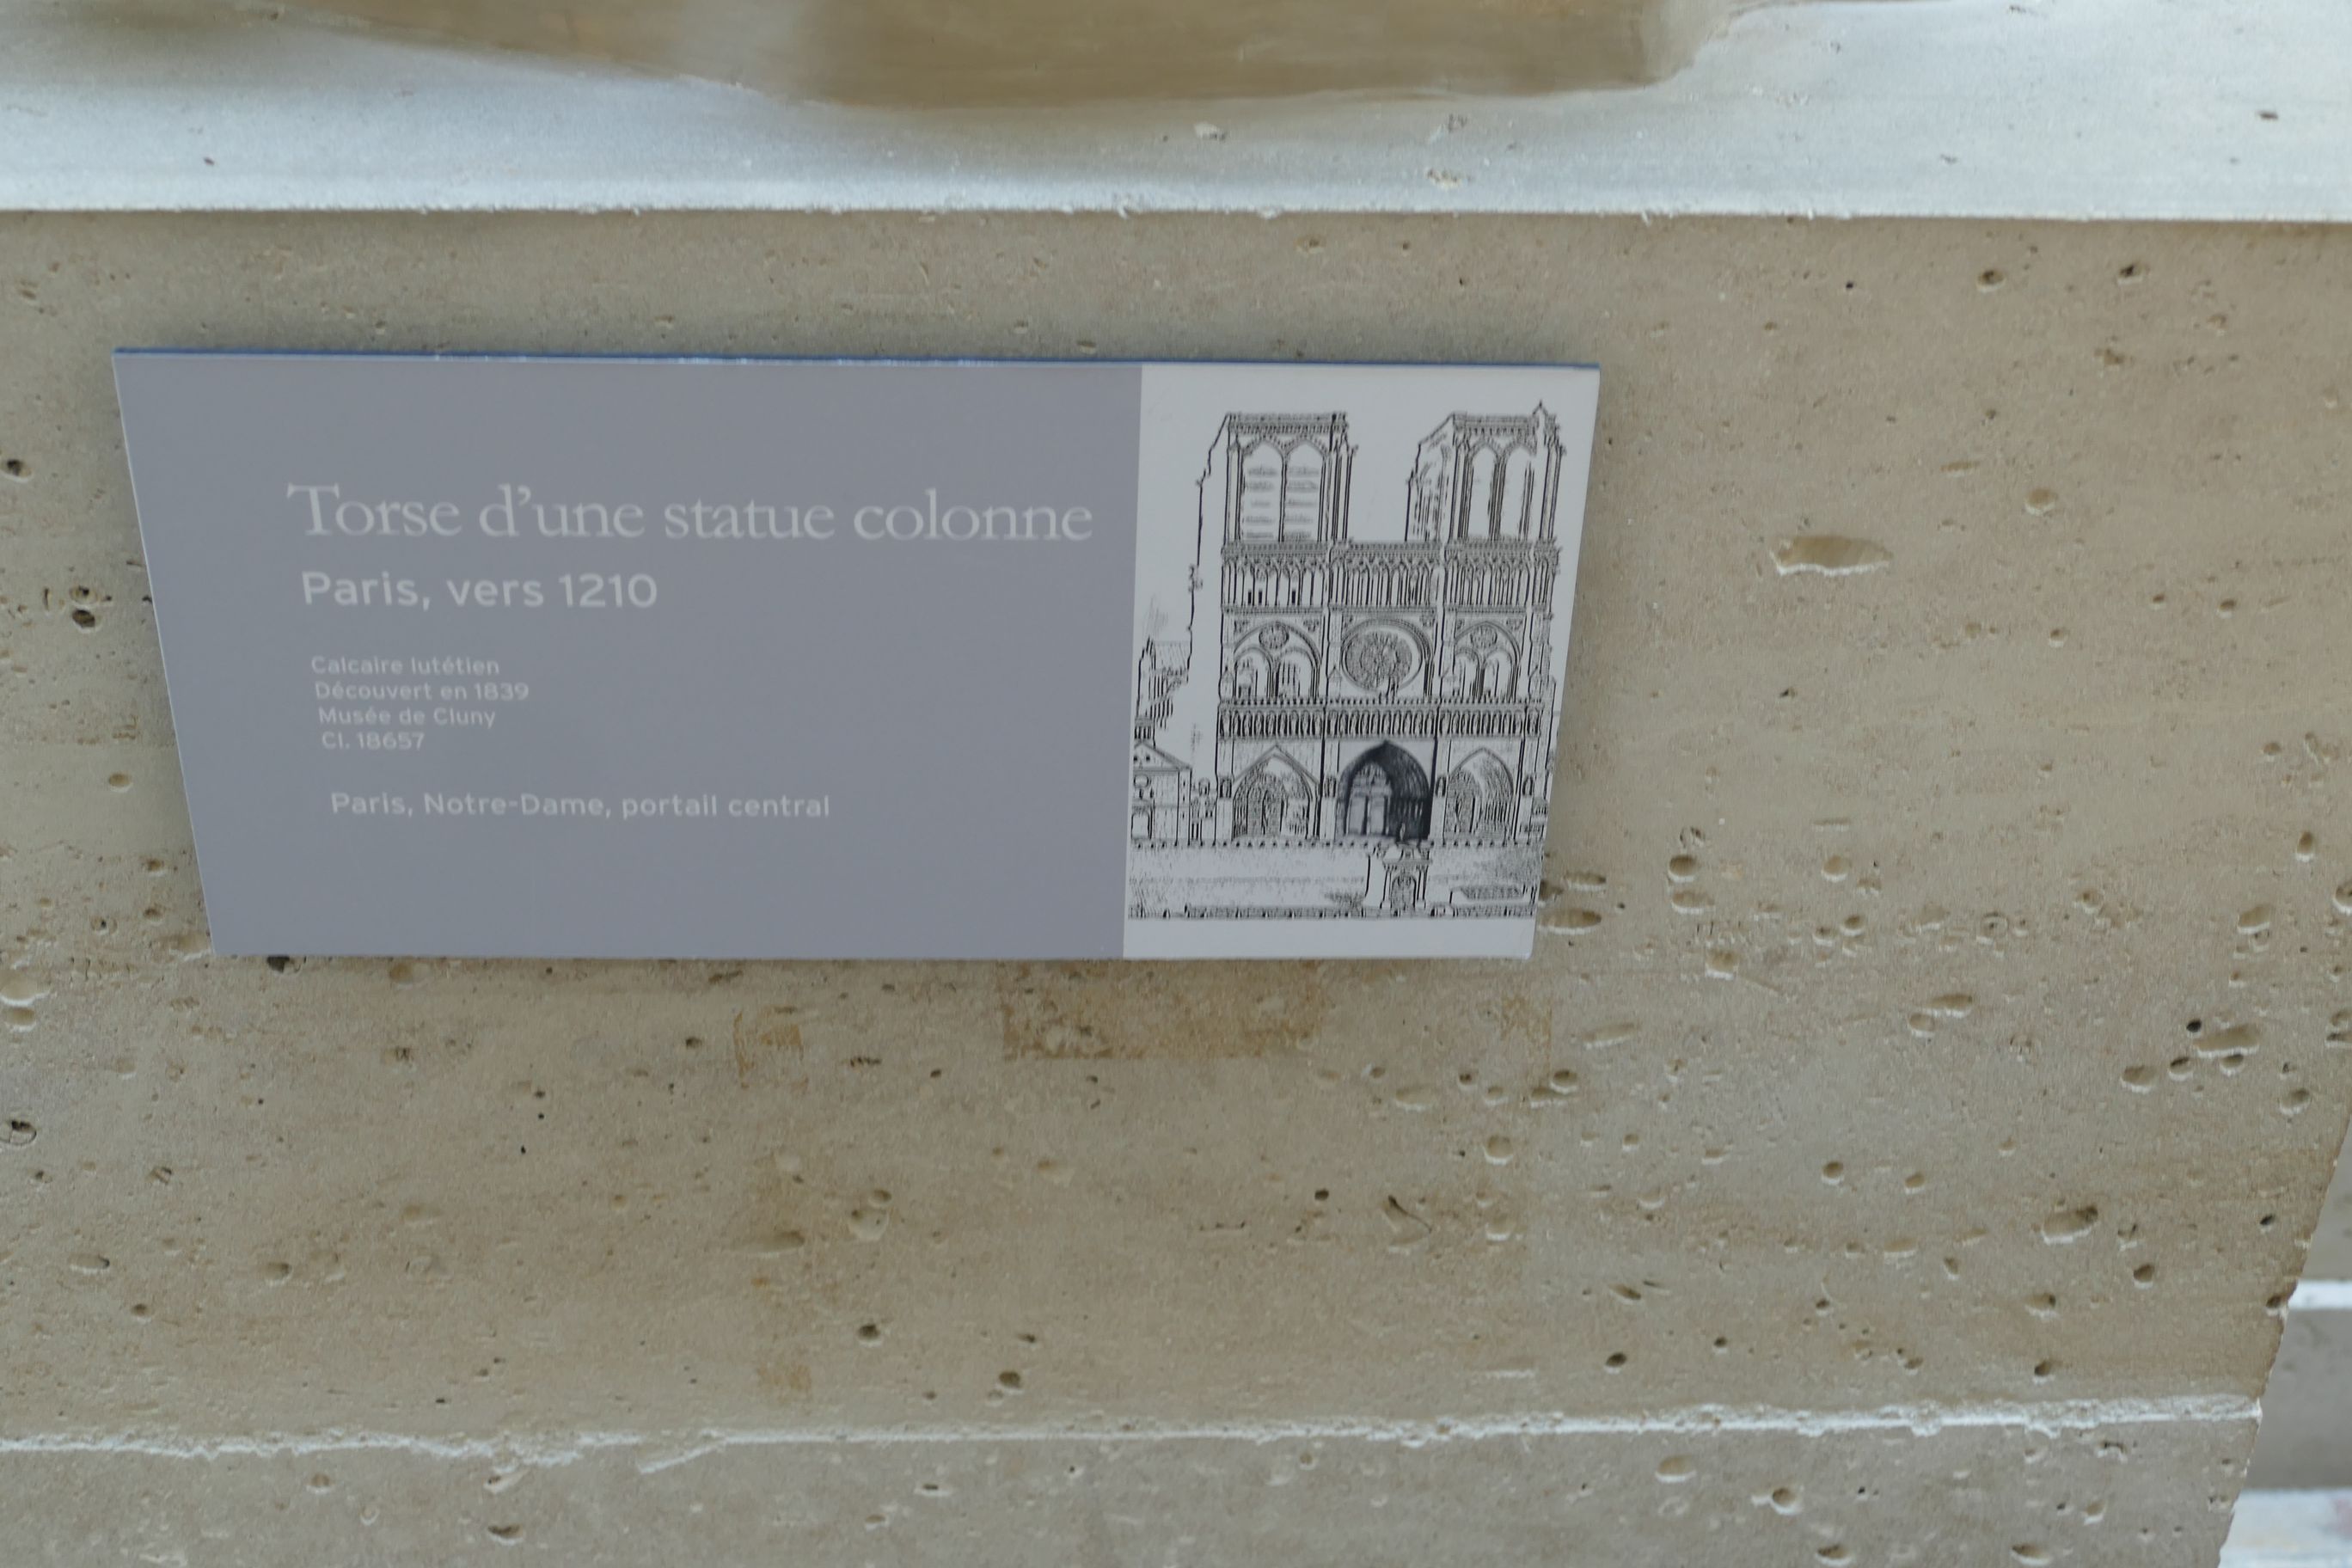 Torse d'une statue colonne
Paris, vers 1210
Calcaire lutétien
Découvert en 1839
Musée de Cluny
Cl. 18657
Paris, Notre-Dame, portail central